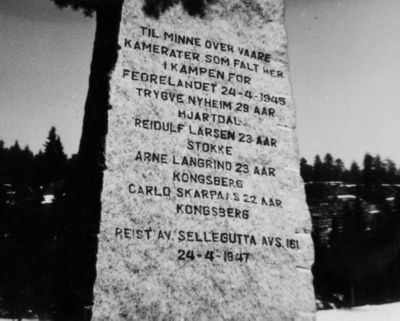 TIL MINNE OVER VAARE
KAMERATER SOM FALT HER
I KAMPEN FOR
FEDRELANDET 24-4-1945
TRYGVE NYHEIM 29 AAR
HJARTDAL
REIDULF LARSEN 23 AAR
STOKKE
ARNE LANGRIND 23 AAR
KONGSBERG
CARLO SKARPAAS 22 AAR
KONGSBERG
REIST AV SELLEGUTTA AVS. 161
24-4-1947